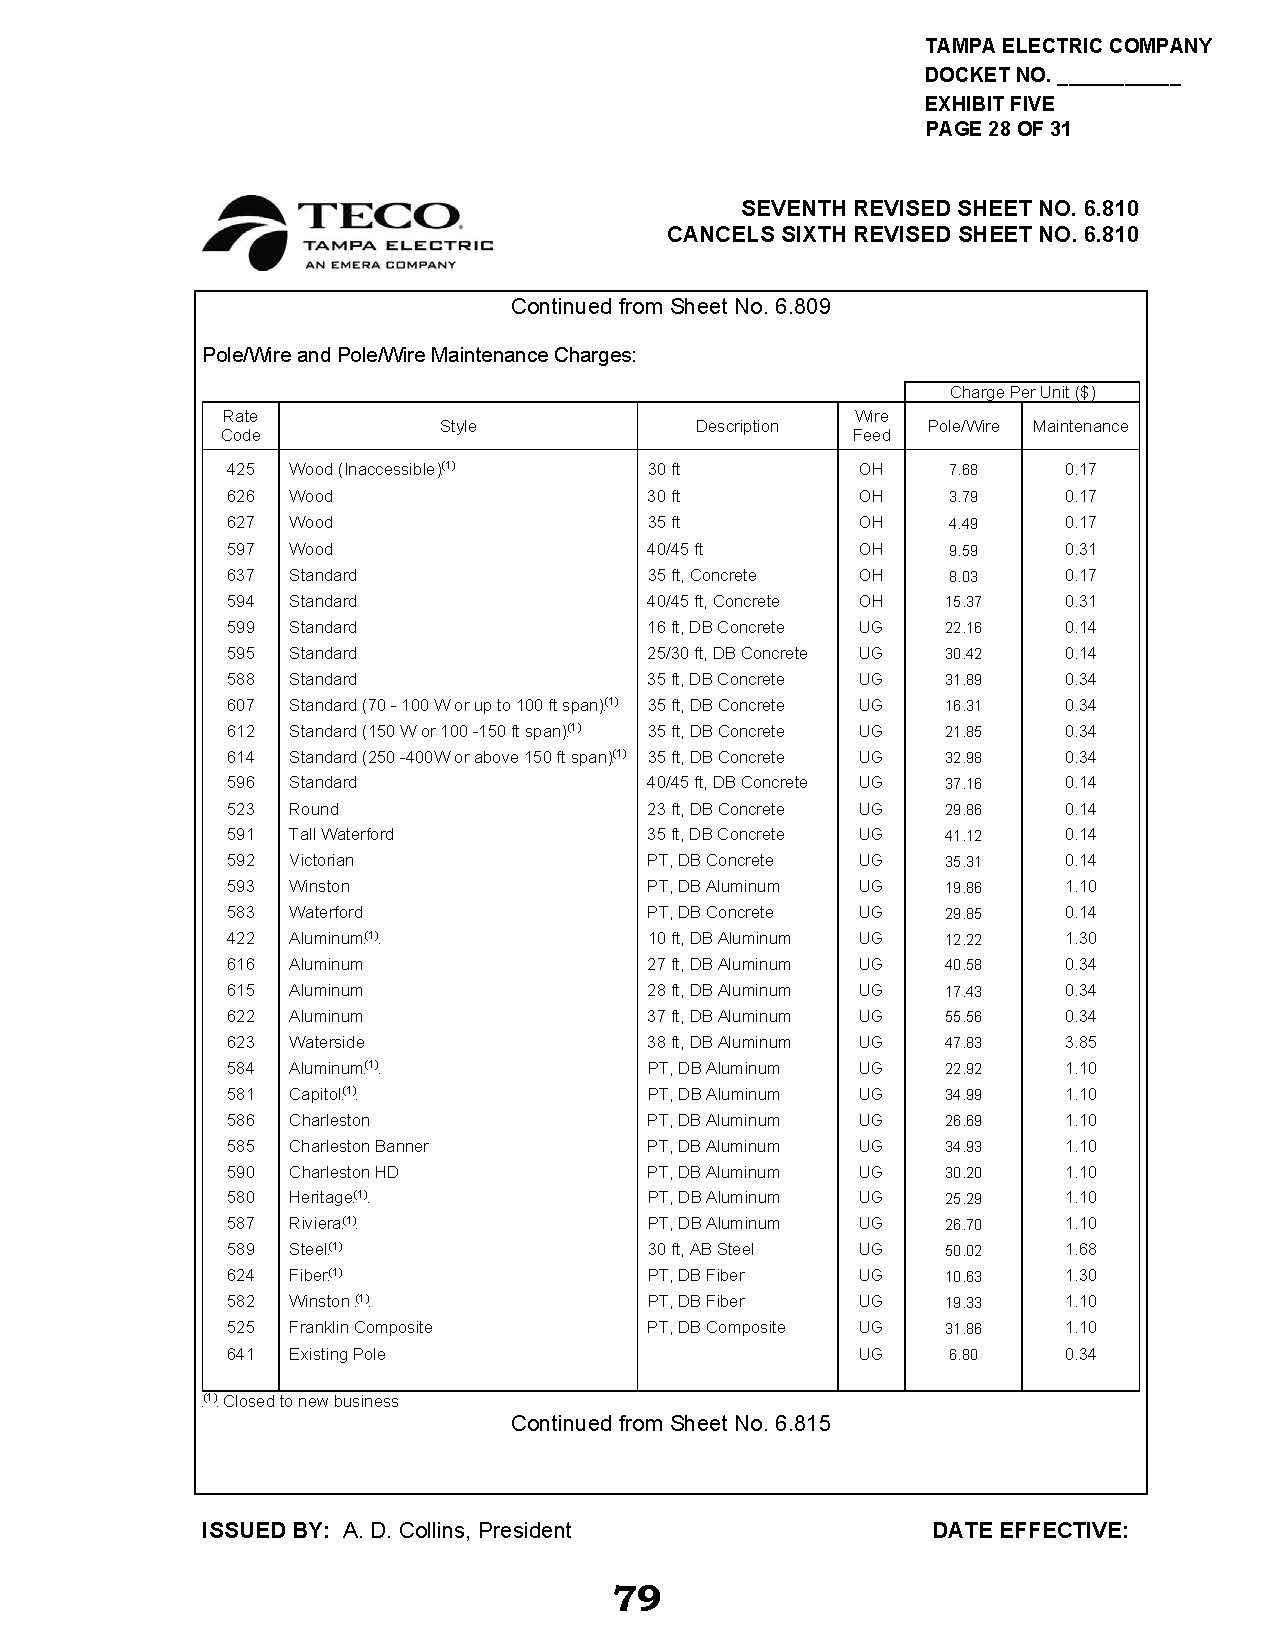 TAMPA ELECTRIC COMPANY
DOCKET NO. ___________
EXHIBIT FIVE
PAGE 28 OF 31
TECO.
TAMPA ELECTRIC
AN EMERA COMPANY
SEVENTH REVISED SHEET NO. 6.810
CANCELS SIXTH REVISED SHEET NO. 6.810
Continued from Sheet No. 6.809
Pole/Wire and Pole/Wire Maintenance Charges:
Charge Per Unit ($)
Rate Code Style Description Wire Feed Pole/Wire Maintenance
425 Wood (Inaccessible)(1) 30 ft OH 7.68 0.17
626 Wood 30 ft OH 3.79 0.17
627 Wood 35 ft OH 4.49 0.17
597 Wood 40/45 ft OH 9.59 0.31
637 Standard 35 ft, Concrete OH 8.03 0.17
594 Standard 40/45 ft, Concrete OH 15.37 0.31
599 Standard 16 ft, DB Concrete UG 22.16 0.14
595 Standard 25/30 ft, DB Concrete UG 30.42 0.14
588 Standard 35 ft, DB Concrete UG 31.89 0.34
607 Standard (70 - 100 W or up to 100 ft span)(1) 35 ft, DB Concrete UG 16.31 0.34
612 Standard (150 W or 100 -150 ft span)(1) 35 ft, DB Concrete UG 21.85 0.34
614 Standard (250 -400W or above 150 ft span)(1) 35 ft, DB Concrete UG 32.98 0.34
596 Standard 40/45 ft, DB Concrete UG 37.16 0.14
523 Round 23 ft, DB Concrete UG 29.86 0.14
591 Tall Waterford 35 ft, DB Concrete UG 41.12 0.14
592 Victorian PT, DB Concrete UG 35.31 0.14
593 Winston PT, DB Aluminum UG 19.86 1.10
583 Waterford PT, DB Concrete UG 29.85 0.14
422 Aluminum(1) 10 ft, DB Aluminum UG 12.22 1.30
616 Aluminum 27 ft, DB Aluminum UG 40.58 0.34
615 Aluminum 28 ft, DB Aluminum UG 17.43 0.34
622 Aluminum 37 ft, DB Aluminum UG 55.56 0.34
623 Waterside 38 ft, DB Aluminum UG 47.83 3.85
584 Aluminum(1) PT, DB Aluminum UG 22.92 1.10
581 Capitol(1) PT, DB Aluminum UG 34.99 1.10
586 Charleston PT, DB Aluminum UG 26.69 1.10
585 Charleston Banner PT, DB Aluminum UG 34.93 1.10
590 Charleston HD PT, DB Aluminum UG 30.20 1.10
580 Heritage(1) PT, DB Aluminum UG 25.29 1.10
587 Riviera(1) PT, DB Aluminum UG 26.70 1.10
589 Steel(1) 30 ft, AB Steel UG 50.02 1.68
624 Fiber(1) PT, DB Fiber UG 10.63 1.30
582 Winston (1) PT, DB Fiber UG 19.33 1.10
525 Franklin Composite PT, DB Composite UG 31.86 1.10
641 Existing Pole UG 6.80 0.34
(1) Closed to new business
Continued from Sheet No. 6.815
ISSUED BY: A. D. Collins, President DATE EFFECTIVE:
79